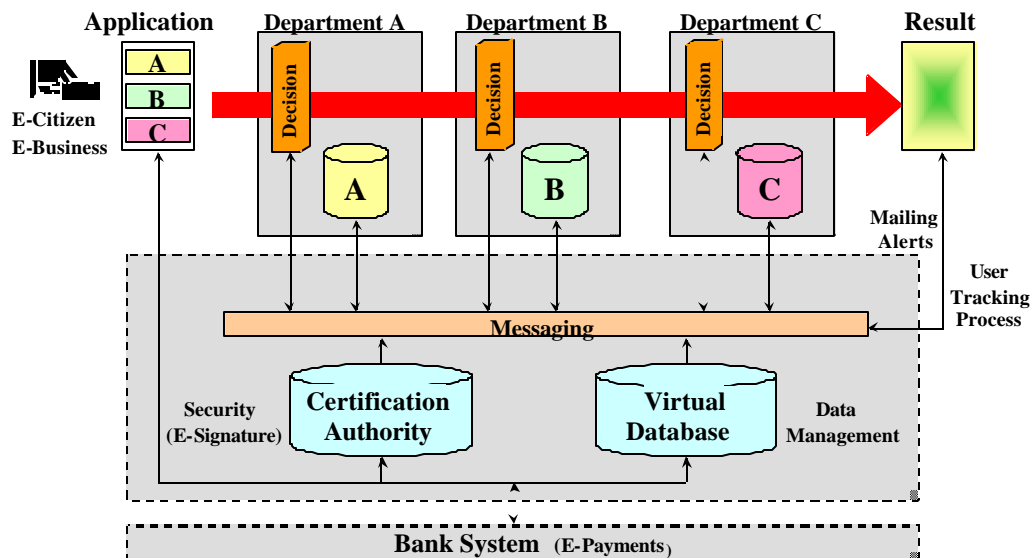 Application
Department A
Department B
Department C
Result
A
B
C
E-Citizen
E-Business
Decision
Decision
Decision
A
B
C
Mailing
Alerts
User
Tracking
Process
Messaging
Security
(E-Signature)
Certification
Authority
Virtual
Database
Data
Management
Bank System (E-Payments)